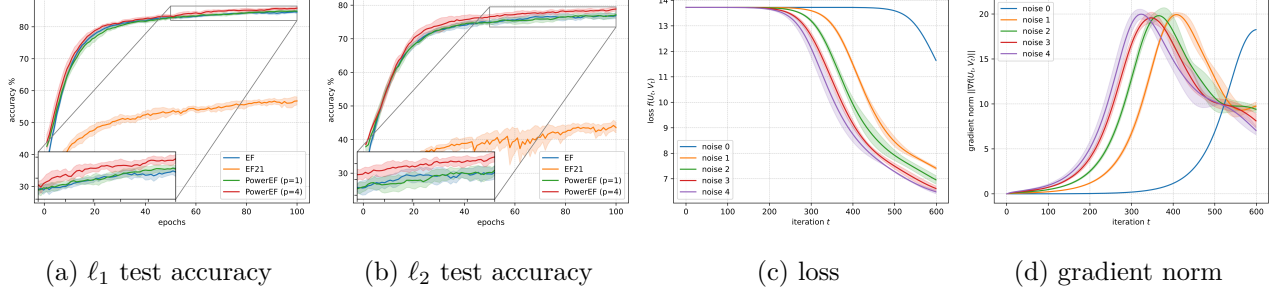 80
70
60
50
40
30
accuracy %
0
20
40
60
80
100
epochs
EF
EF21
PowerEF (p=1)
PowerEF (p=4)
(a) ℓ₁ test accuracy
80
70
60
50
40
30
accuracy %
0
20
40
60
80
100
epochs
EF
EF21
PowerEF (p=1)
PowerEF (p=4)
(b) ℓ₂ test accuracy
14
13
12
11
10
9
8
7
loss f(Uₜ, Vₜ)
0
100
200
300
400
500
600
iteration t
noise 0
noise 1
noise 2
noise 3
noise 4
(c) loss
20
15
10
5
0
gradient norm ||∇f(Uₜ, Vₜ)||
0
100
200
300
400
500
600
iteration t
noise 0
noise 1
noise 2
noise 3
noise 4
(d) gradient norm